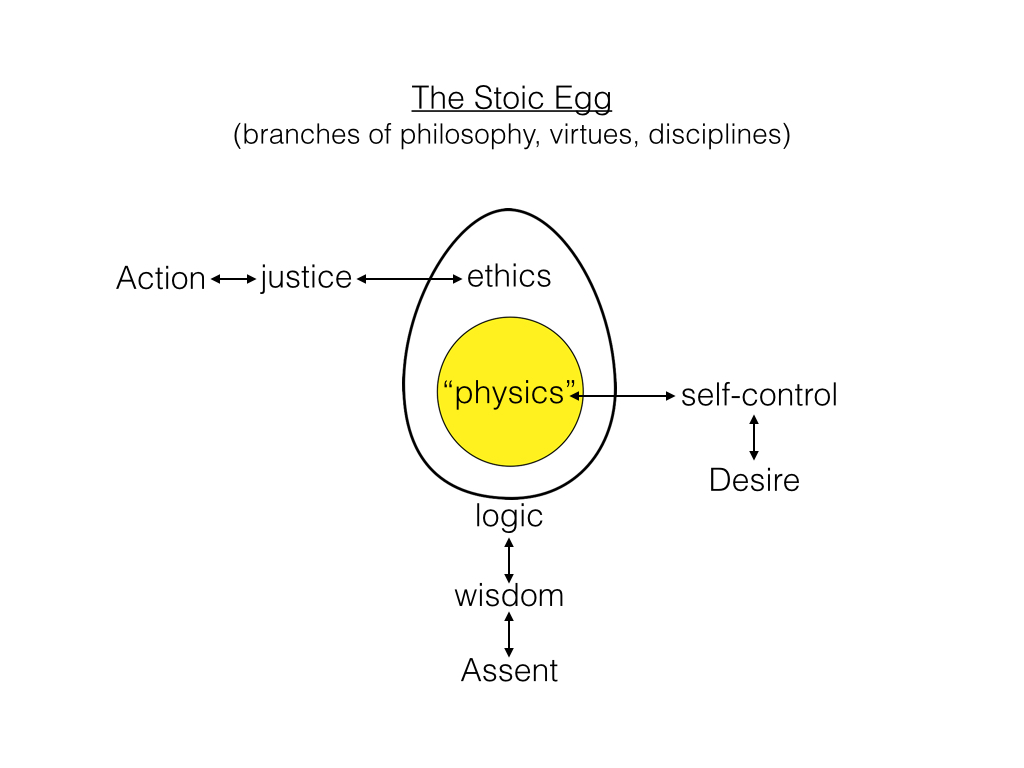 The Stoic Egg
(branches of philosophy, virtues, disciplines)
Action justice ethics
“physics” self-control
Desire
logic
wisdom
Assent